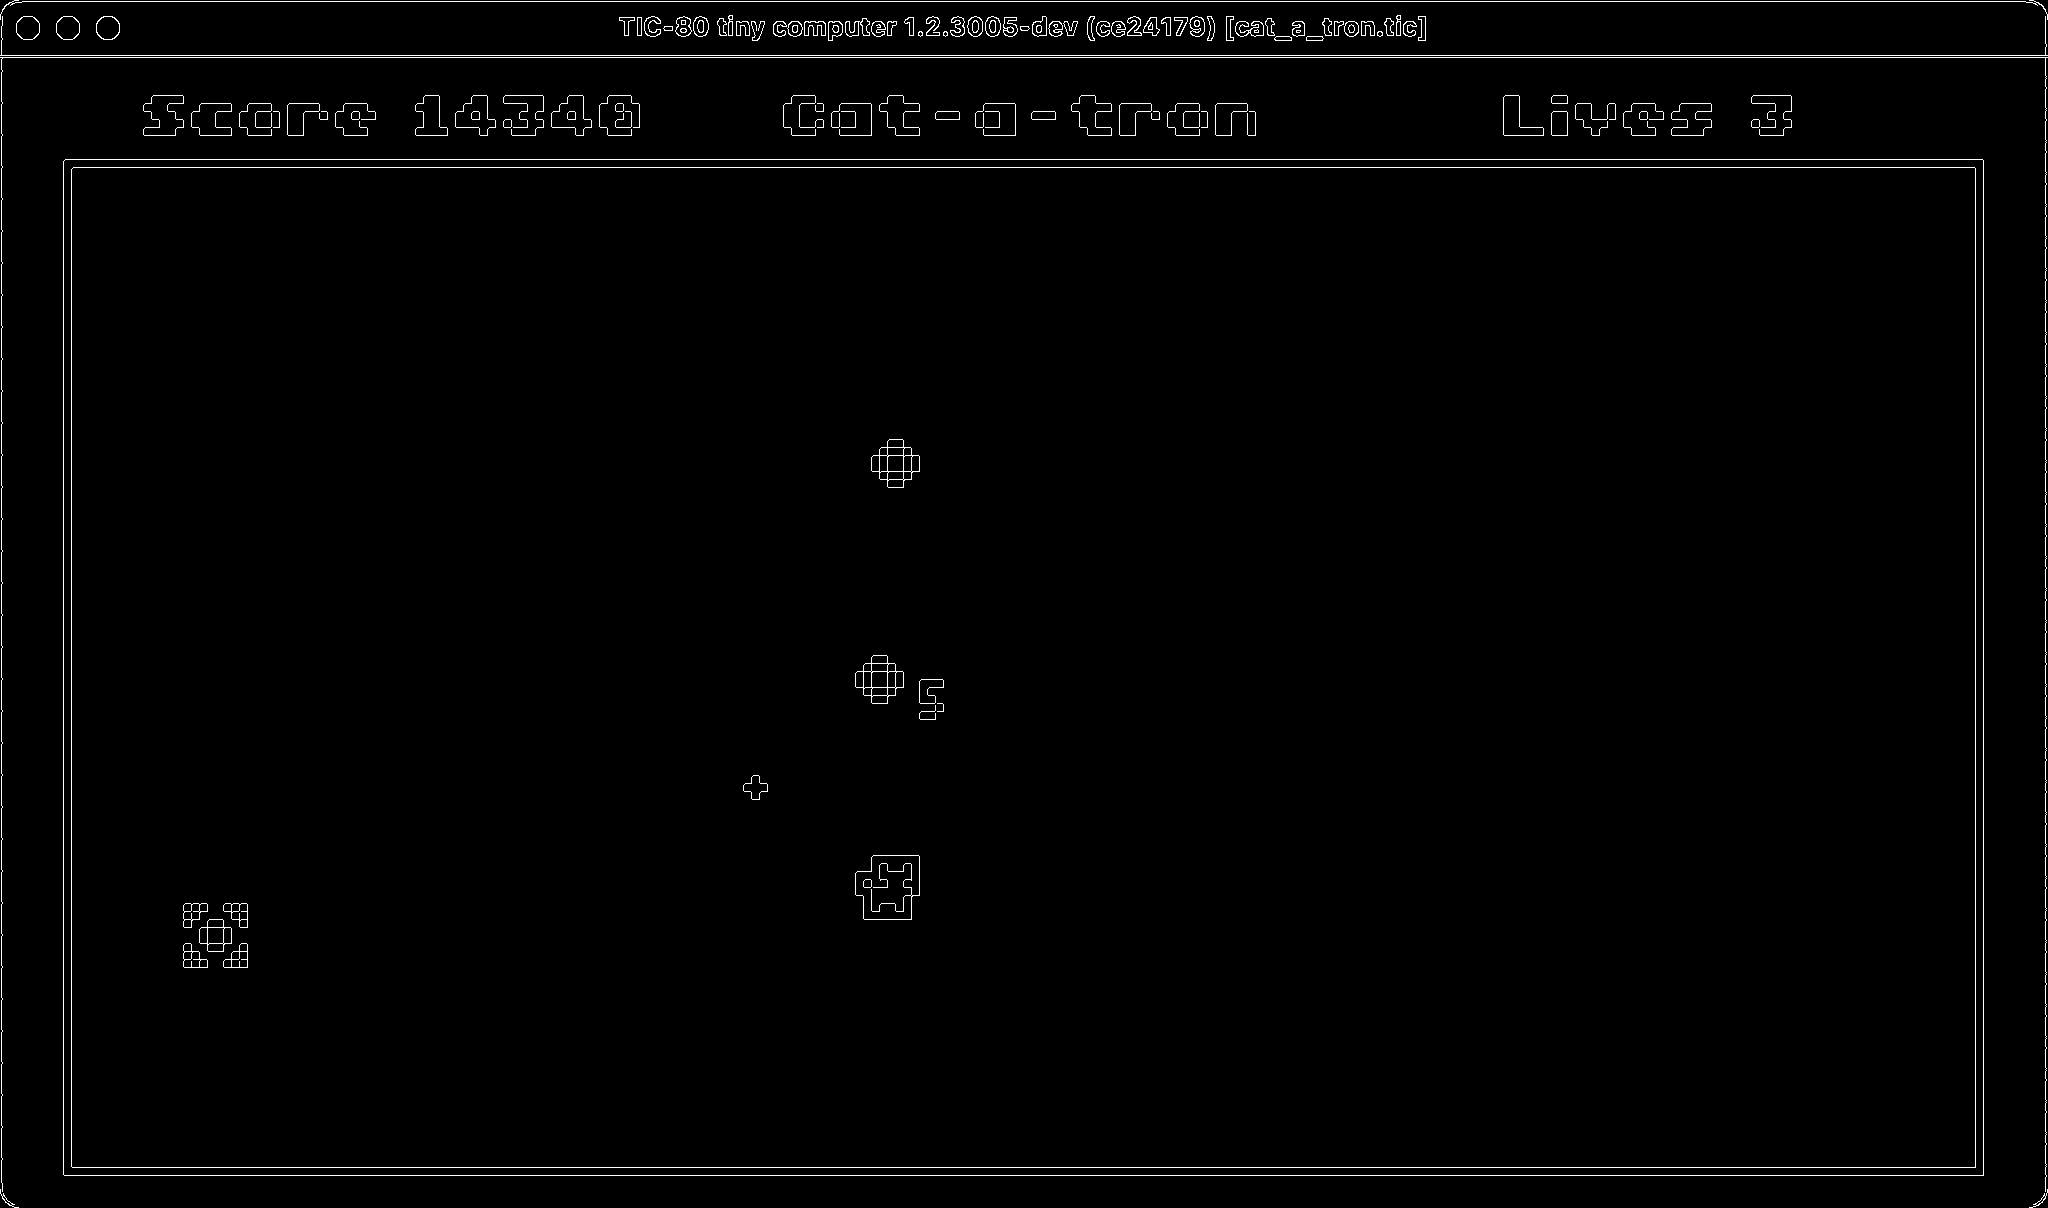 TIC-80 tiny computer 1.2.3005-dev (ce24179) [cat_a_tron.tic]
Score 14340 Cat-a-tron Lives 3
5